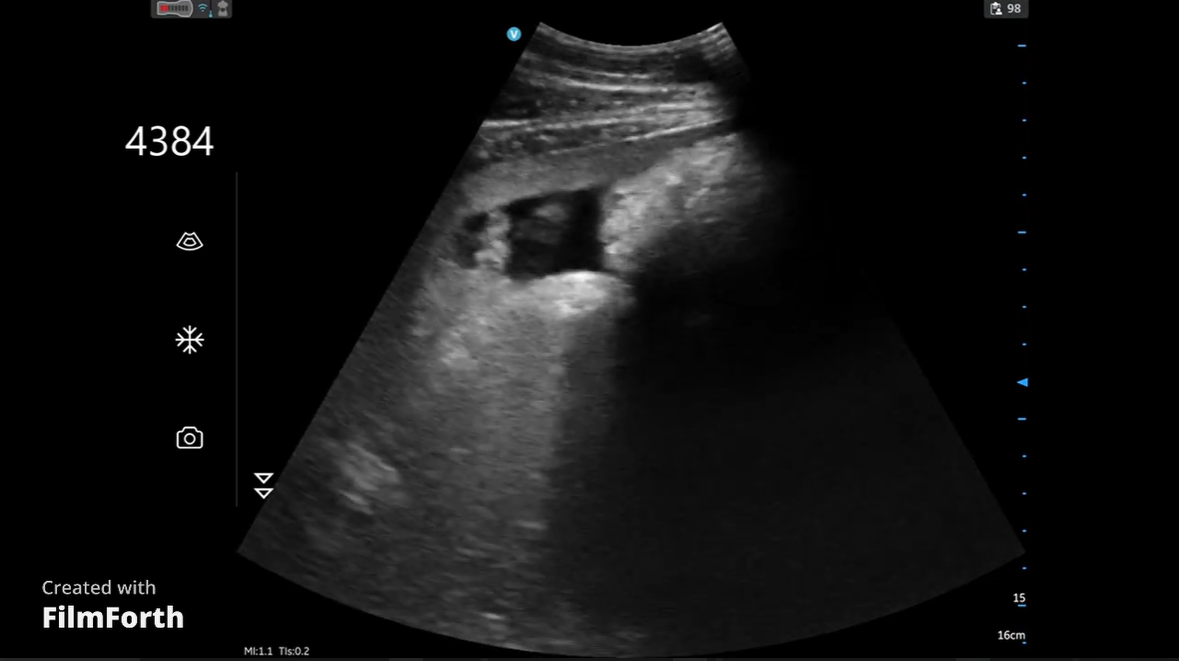 98
V
4384
15
16cm
Created with
FilmForth
MI:1.1 TIs:0.2